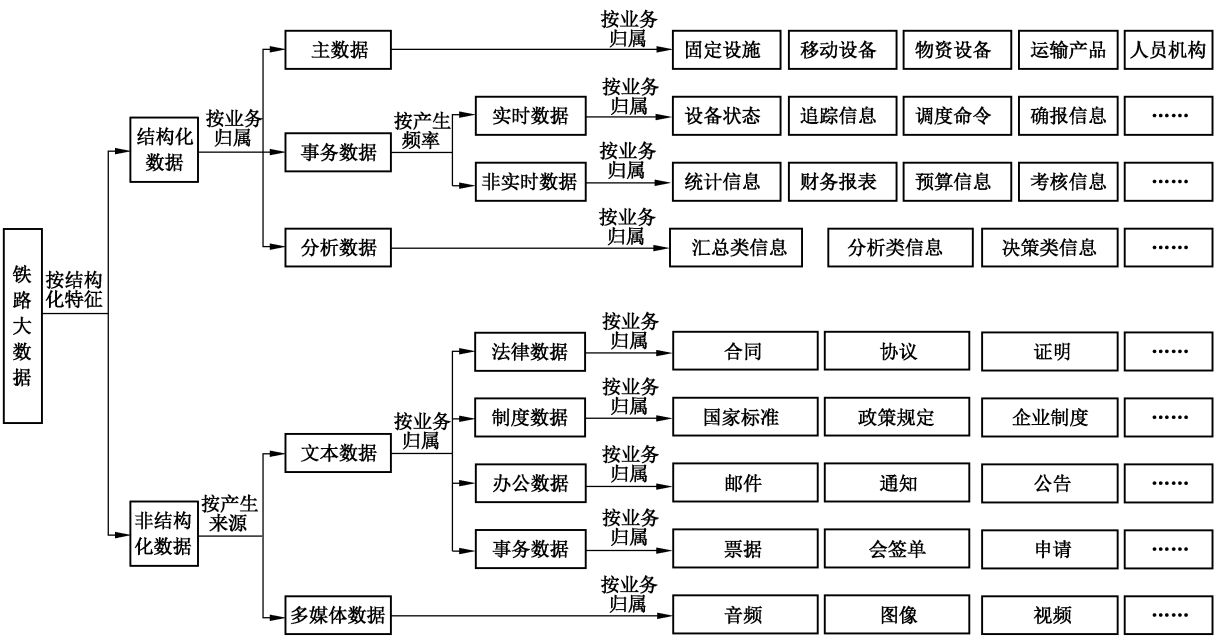 铁路大数据
按结构
化特征
结构化
数据
按业务
归属
主数据
按业务
归属
固定设施
移动设备
物资设备
运输产品
人员机构
事务数据
按产生
频率
实时数据
按业务
归属
设备状态
追踪信息
调度命令
确报信息
……
非实时数据
按业务
归属
统计信息
财务报表
预算信息
考核信息
……
分析数据
按业务
归属
汇总类信息
分析类信息
决策类信息
……
非结构
化数据
按产生
来源
文本数据
按业务
归属
法律数据
按业务
归属
合同
协议
证明
……
制度数据
按业务
归属
国家标准
政策规定
企业制度
……
办公数据
按业务
归属
邮件
通知
公告
……
事务数据
按业务
归属
票据
会签单
申请
……
多媒体数据
按业务
归属
音频
图像
视频
……